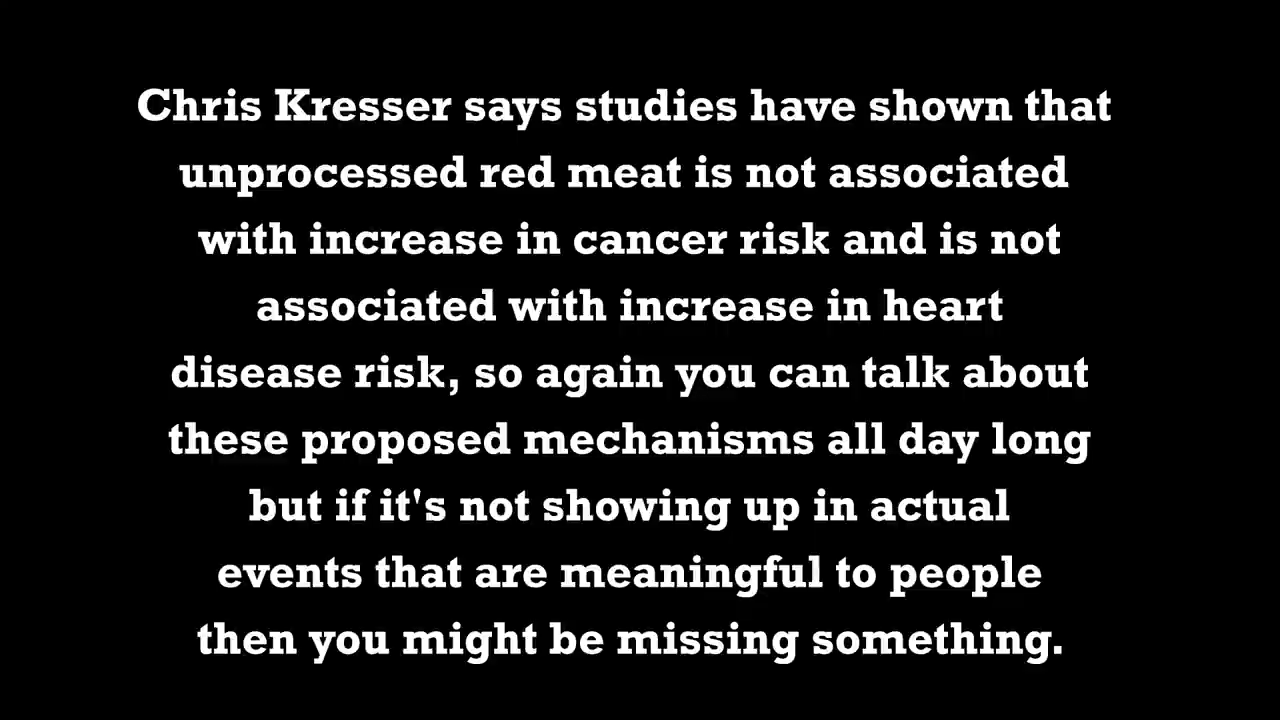 Chris Kresser says studies have shown that
unprocessed red meat is not associated
with increase in cancer risk and is not
associated with increase in heart
disease risk, so again you can talk about
these proposed mechanisms all day long
but if it's not showing up in actual
events that are meaningful to people
then you might be missing something.